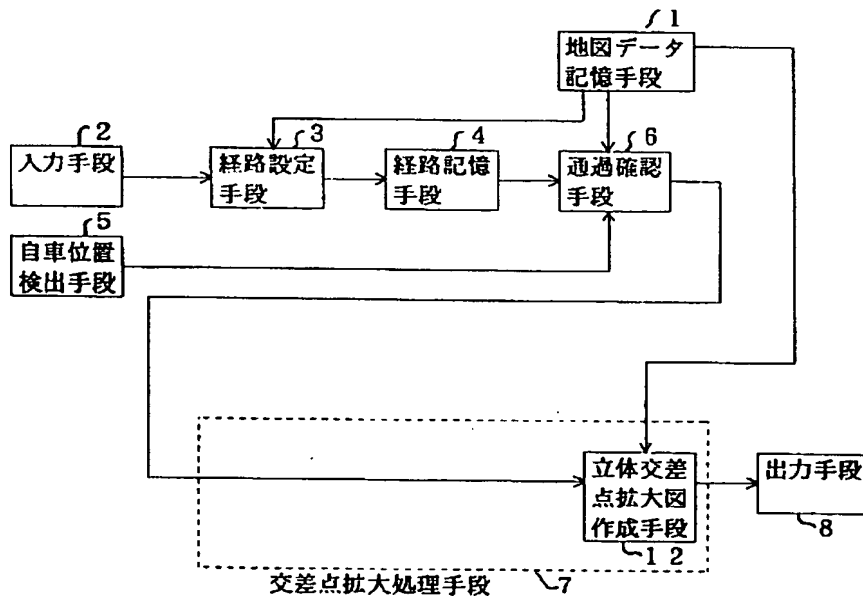 1
地図データ
記憶手段
2
入力手段
3
経路設定
手段
4
経路記憶
手段
6
通過確認
手段
5
自車位置
検出手段
立体交差
点拡大図
作成手段
12
出力手段
8
交差点拡大処理手段
7